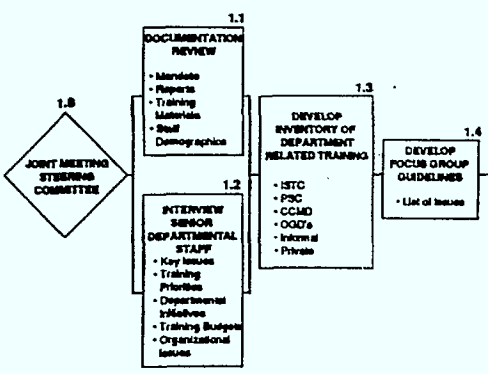 1.S
JOINT MEETING
STEERING
COMMITTEE
1.1
DOCUMENTATION
REVIEW
• Mandate
• Reports
• Training
Materials
• Staff
Demographics
1.2
INTERVIEW
SENIOR
DEPARTMENTAL
STAFF
• Key Issues
• Training
Priorities
• Departmental
Initiatives
• Training Budgets
• Organizational
Issues
1.3
DEVELOP
INVENTORY OF
DEPARTMENT
RELATED TRAINING
• ISTC
• PSC
• CCMD
• OGD's
• Informal
• Private
1.4
DEVELOP
FOCUS GROUP
GUIDELINES
• List of Issues